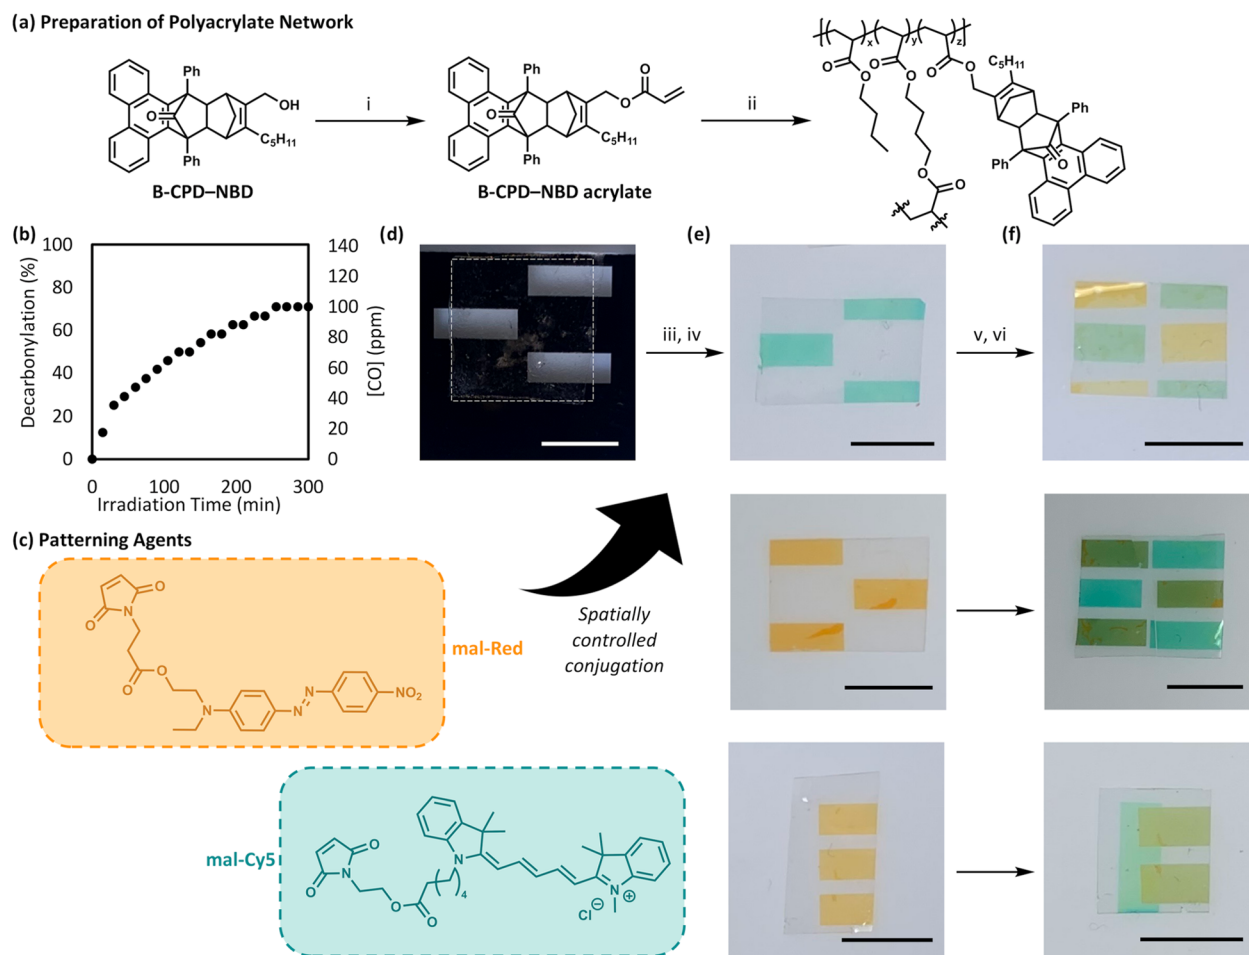 (a) Preparation of Polyacrylate Network
Ph
OH
O
C5H11
Ph
B-CPD–NBD
i
Ph
O
O
O
C5H11
Ph
B-CPD–NBD acrylate
ii
x
y
z
O
O
O
O
O
O
C5H11
Ph
Ph
O
O
O
(b)
100
80
60
40
20
0
Decarbonylation (%)
140
120
100
80
60
40
20
0
[CO] (ppm)
0
100
200
300
Irradiation Time (min)
(d)
iii, iv
(e)
v, vi
(f)
(c) Patterning Agents
O
N
O
O
O
N
N
N
NO2
mal-Red
Spatially
controlled
conjugation
mal-Cy5
O
N
O
O
O
4
N
N
+
Cl
−